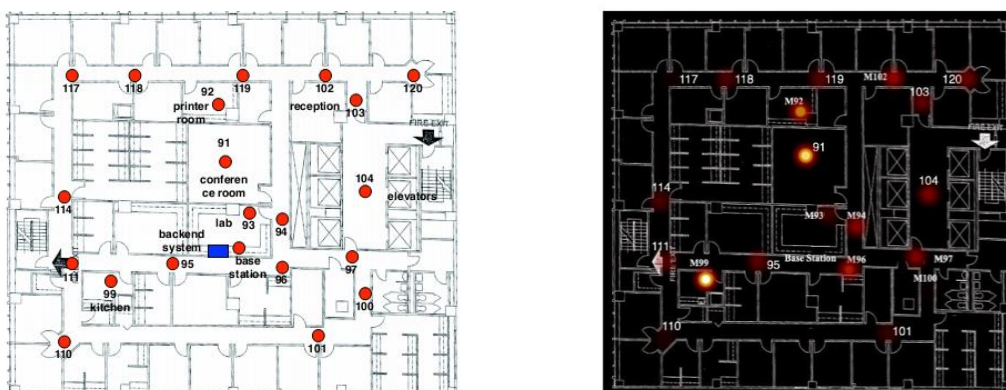 117
118
119
102
120
92
printer
room
reception
103
FIRE EXIT
91
conferen
ce room
104
elevators
114
93
lab
94
backend
system
base
station
97
111
95
96
99
kitchen
100
110
101
117
118
119
M102
120
M92
103
FIRE EXIT
91
104
114
M93
M94
111
FIRE EXIT
M99
95
Base Station
M96
M97
M100
110
101